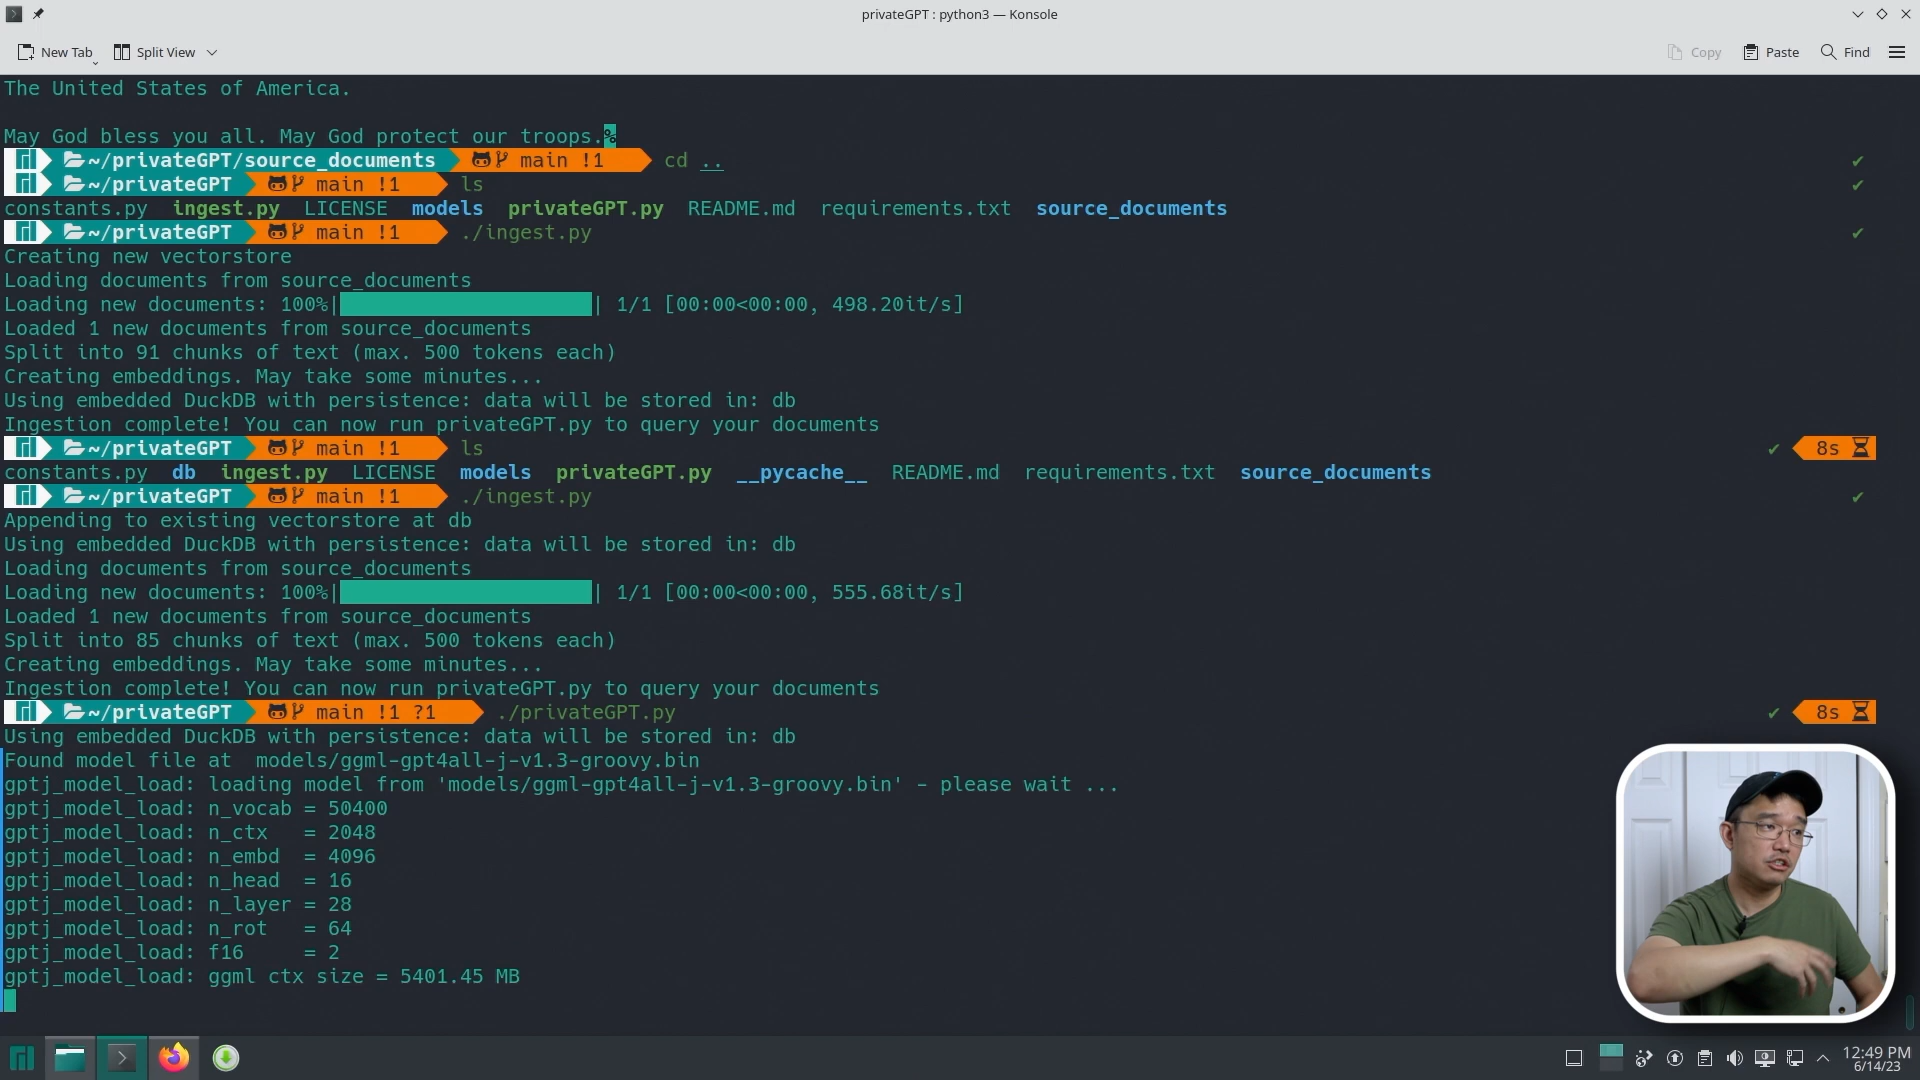 privateGPT : python3 — Konsole
New Tab Split View Copy Paste Find
The United States of America.
May God bless you all. May God protect our troops.%
~/privateGPT/source_documents main !1 cd .. ✔
~/privateGPT main !1 ls ✔
constants.py ingest.py LICENSE models privateGPT.py README.md requirements.txt source_documents
~/privateGPT main !1 ./ingest.py ✔
Creating new vectorstore
Loading documents from source_documents
Loading new documents: 100%| | 1/1 [00:00<00:00, 498.20it/s]
Loaded 1 new documents from source_documents
Split into 91 chunks of text (max. 500 tokens each)
Creating embeddings. May take some minutes...
Using embedded DuckDB with persistence: data will be stored in: db
Ingestion complete! You can now run privateGPT.py to query your documents
~/privateGPT main !1 ls ✔ 8s
constants.py db ingest.py LICENSE models privateGPT.py __pycache__ README.md requirements.txt source_documents
~/privateGPT main !1 ./ingest.py ✔
Appending to existing vectorstore at db
Using embedded DuckDB with persistence: data will be stored in: db
Loading documents from source_documents
Loading new documents: 100%| | 1/1 [00:00<00:00, 555.68it/s]
Loaded 1 new documents from source_documents
Split into 85 chunks of text (max. 500 tokens each)
Creating embeddings. May take some minutes...
Ingestion complete! You can now run privateGPT.py to query your documents
~/privateGPT main !1 ?1 ./privateGPT.py ✔ 8s
Using embedded DuckDB with persistence: data will be stored in: db
Found model file at  models/ggml-gpt4all-j-v1.3-groovy.bin
gptj_model_load: loading model from 'models/ggml-gpt4all-j-v1.3-groovy.bin' - please wait ...
gptj_model_load: n_vocab = 50400
gptj_model_load: n_ctx   = 2048
gptj_model_load: n_embd  = 4096
gptj_model_load: n_head  = 16
gptj_model_load: n_layer = 28
gptj_model_load: n_rot   = 64
gptj_model_load: f16     = 2
gptj_model_load: ggml ctx size = 5401.45 MB
12:49 PM
6/14/23